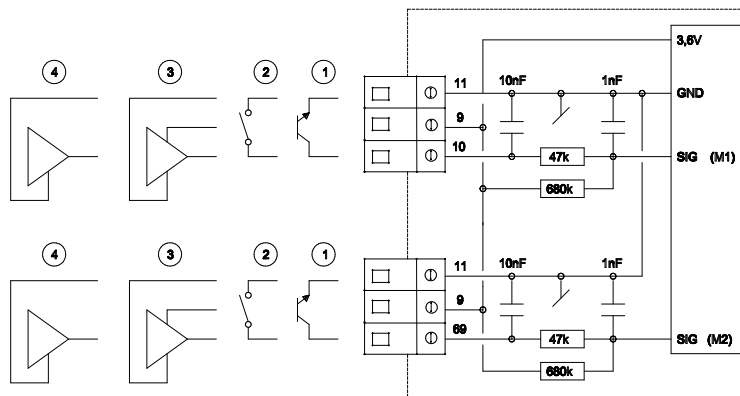 3,6V
4 3 2 1
11 10nF 1nF GND
9
10 47k SIG (M1)
680k
4 3 2 1
11 10nF 1nF
9
69 47k SIG (M2)
680k